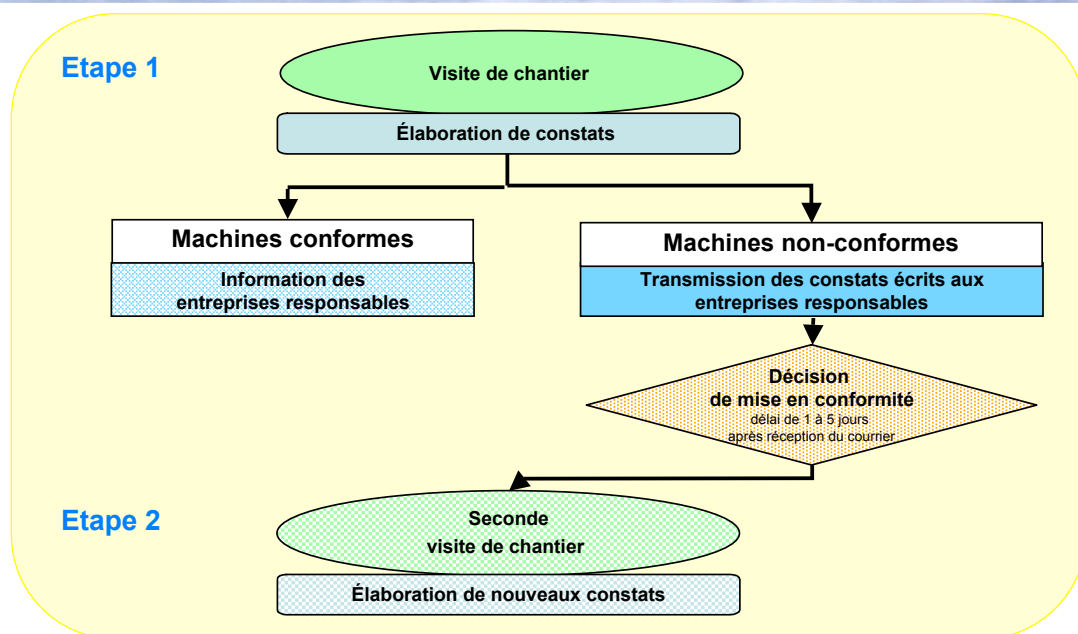 Etape 1
Visite de chantier
Élaboration de constats
Machines conformes
Information des
entreprises responsables
Machines non-conformes
Transmission des constats écrits aux
entreprises responsables
Décision
de mise en conformité
délai de 1 à 5 jours
après réception du courrier
Etape 2
Seconde
visite de chantier
Élaboration de nouveaux constats